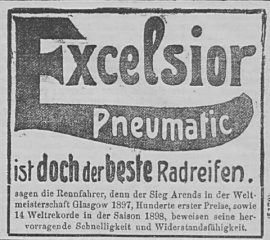 Excelsior
Pneumatic
ist doch der beste Radreifen.
sagen die Rennfahrer, denn der Sieg Arends in der Welt-
meisterschaft Glasgow 1897, Hunderte erster Preise, sowie
14 Weltrekorde in der Saison 1898, beweisen seine her-
vorragende Schnelligkeit und Widerstandsfähigkeit.